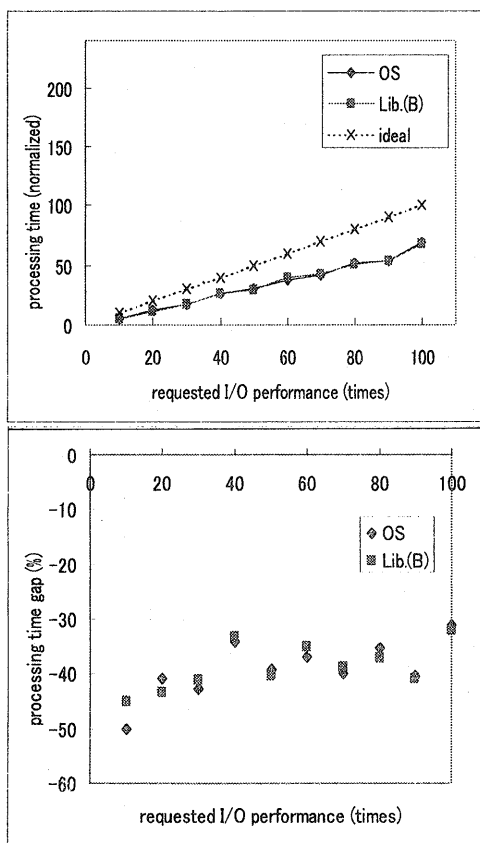 200
150
100
50
0
processing time (normalized)
OS
Lib.(B)
ideal
0 20 40 60 80 100
requested I/O performance (times)
0
-10
-20
-30
-40
-50
-60
processing time gap (%)
0 20 40 60 80 100
OS
Lib.(B)
requested I/O performance (times)